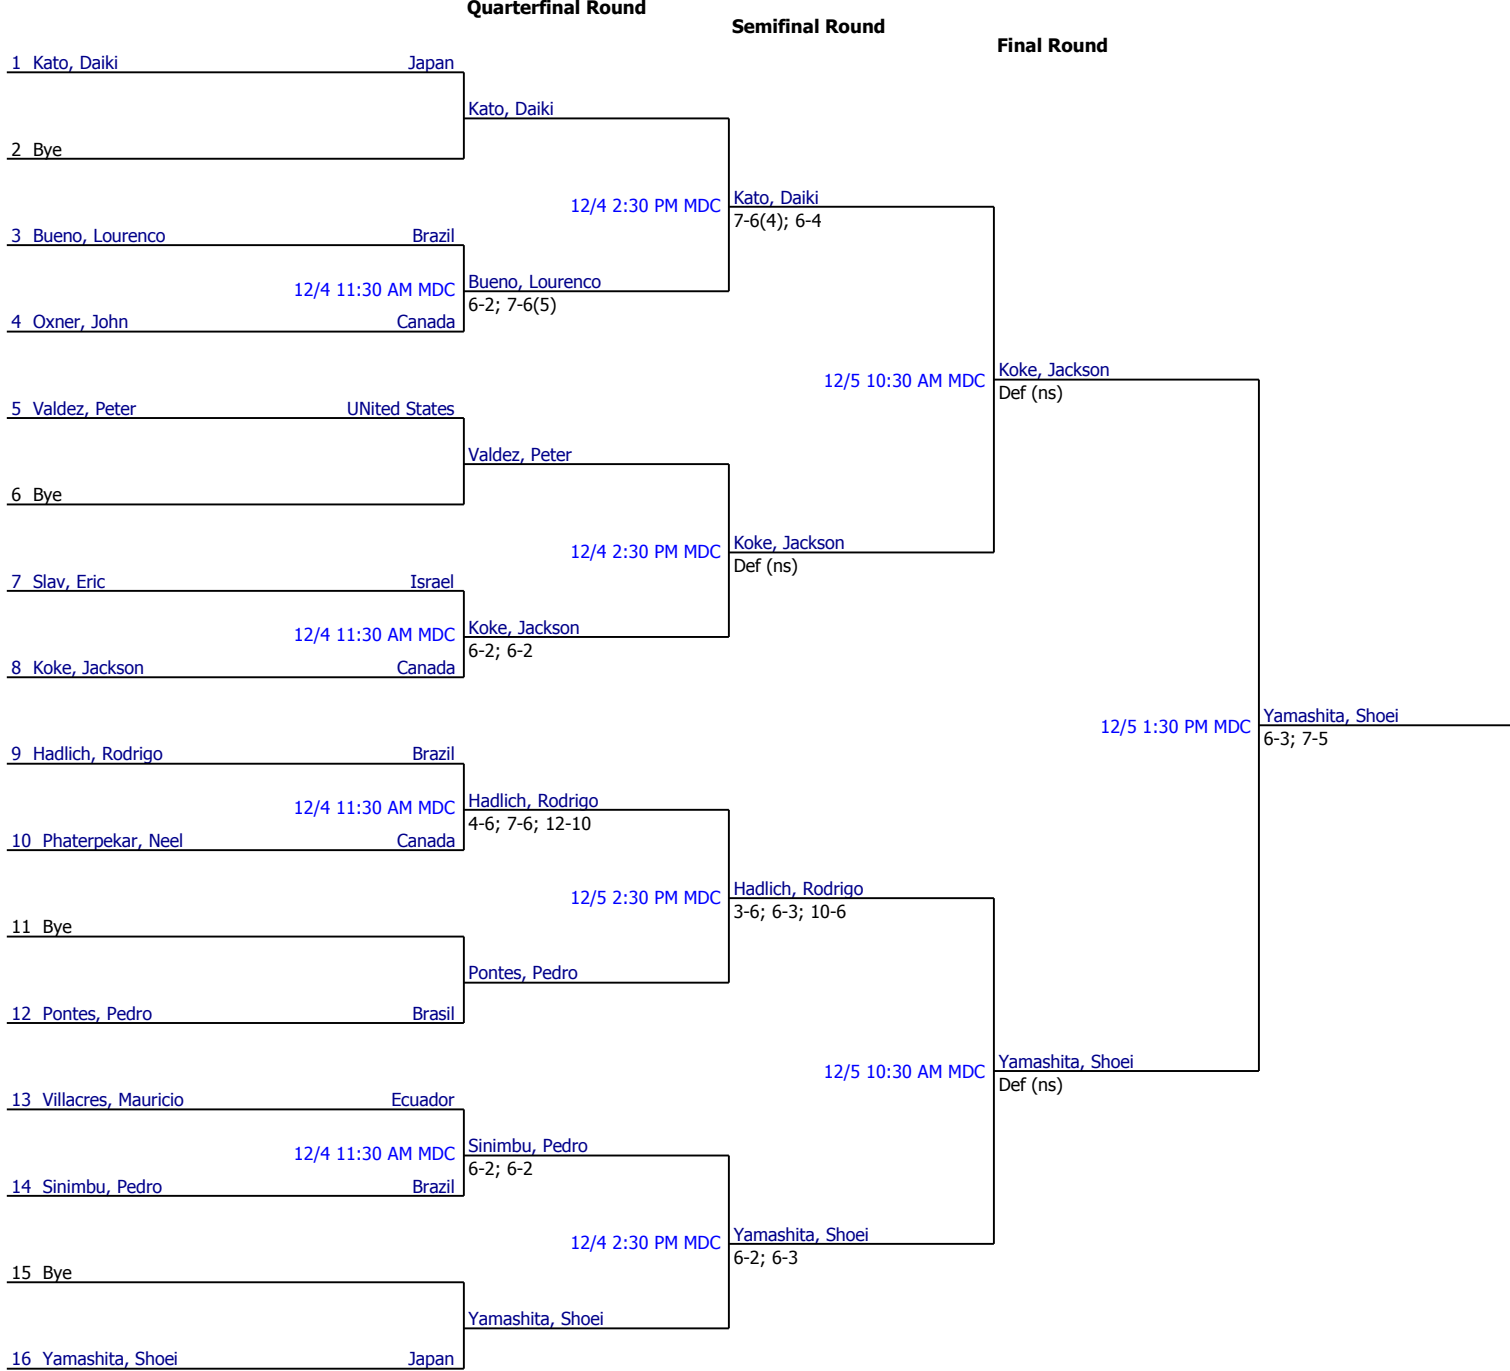 Quarterfinal Round
Semifinal Round
Final Round
1 Kato, Daiki Japan
Kato, Daiki
2 Bye
12/4 2:30 PM MDC Kato, Daiki
7-6(4); 6-4
3 Bueno, Lourenco Brazil
12/4 11:30 AM MDC Bueno, Lourenco
6-2; 7-6(5)
4 Oxner, John Canada
12/5 10:30 AM MDC Koke, Jackson
Def (ns)
5 Valdez, Peter UNited States
Valdez, Peter
6 Bye
12/4 2:30 PM MDC Koke, Jackson
Def (ns)
7 Slav, Eric Israel
12/4 11:30 AM MDC Koke, Jackson
6-2; 6-2
8 Koke, Jackson Canada
12/5 1:30 PM MDC Yamashita, Shoei
6-3; 7-5
9 Hadlich, Rodrigo Brazil
12/4 11:30 AM MDC Hadlich, Rodrigo
4-6; 7-6; 12-10
10 Phaterpekar, Neel Canada
12/5 2:30 PM MDC Hadlich, Rodrigo
3-6; 6-3; 10-6
11 Bye
Pontes, Pedro
12 Pontes, Pedro Brasil
12/5 10:30 AM MDC Yamashita, Shoei
Def (ns)
13 Villacres, Mauricio Ecuador
12/4 11:30 AM MDC Sinimbu, Pedro
6-2; 6-2
14 Sinimbu, Pedro Brazil
12/4 2:30 PM MDC Yamashita, Shoei
6-2; 6-3
15 Bye
Yamashita, Shoei
16 Yamashita, Shoei Japan